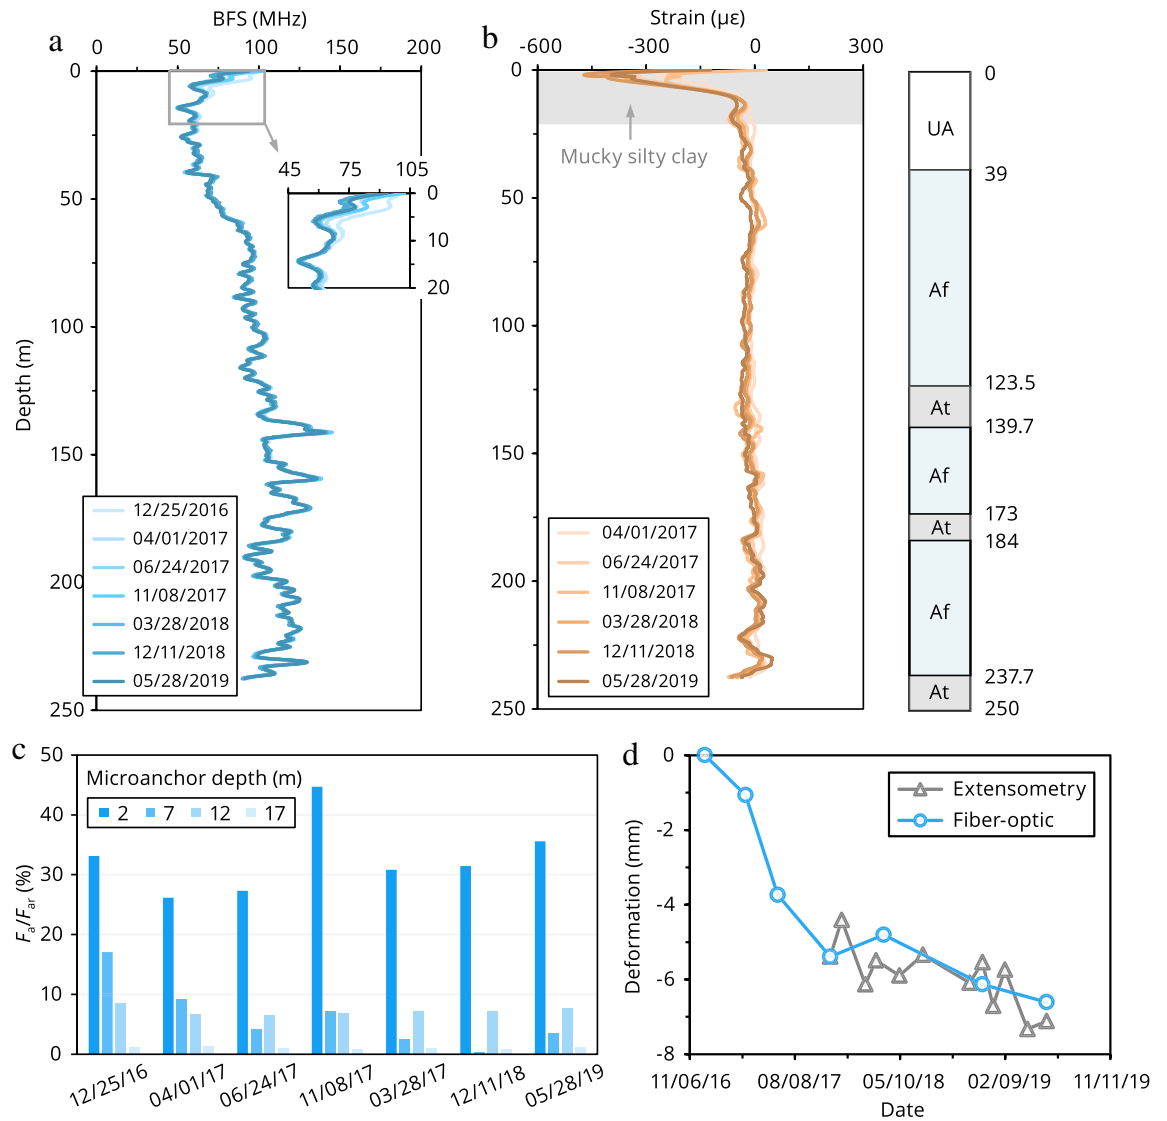 a
BFS (MHz)
0 50 100 150 200
0
50
100
150
200
250
Depth (m)
45 75 105
0
10
20
12/25/2016
04/01/2017
06/24/2017
11/08/2017
03/28/2018
12/11/2018
05/28/2019
b
Strain (με)
-600 -300 0 300
0
50
100
150
200
250
Mucky silty clay
04/01/2017
06/24/2017
11/08/2017
03/28/2018
12/11/2018
05/28/2019
0
UA
39
Af
123.5
At
139.7
Af
173
At
184
Af
237.7
At
250
c
50
40
30
20
10
0
Fa/Far (%)
Microanchor depth (m)
2 7 12 17
12/25/16 04/01/17 06/24/17 11/08/17 03/28/17 12/11/18 05/28/19
d
0
-2
-4
-6
-8
Deformation (mm)
Extensometry
Fiber-optic
11/06/16 08/08/17 05/10/18 02/09/19 11/11/19
Date